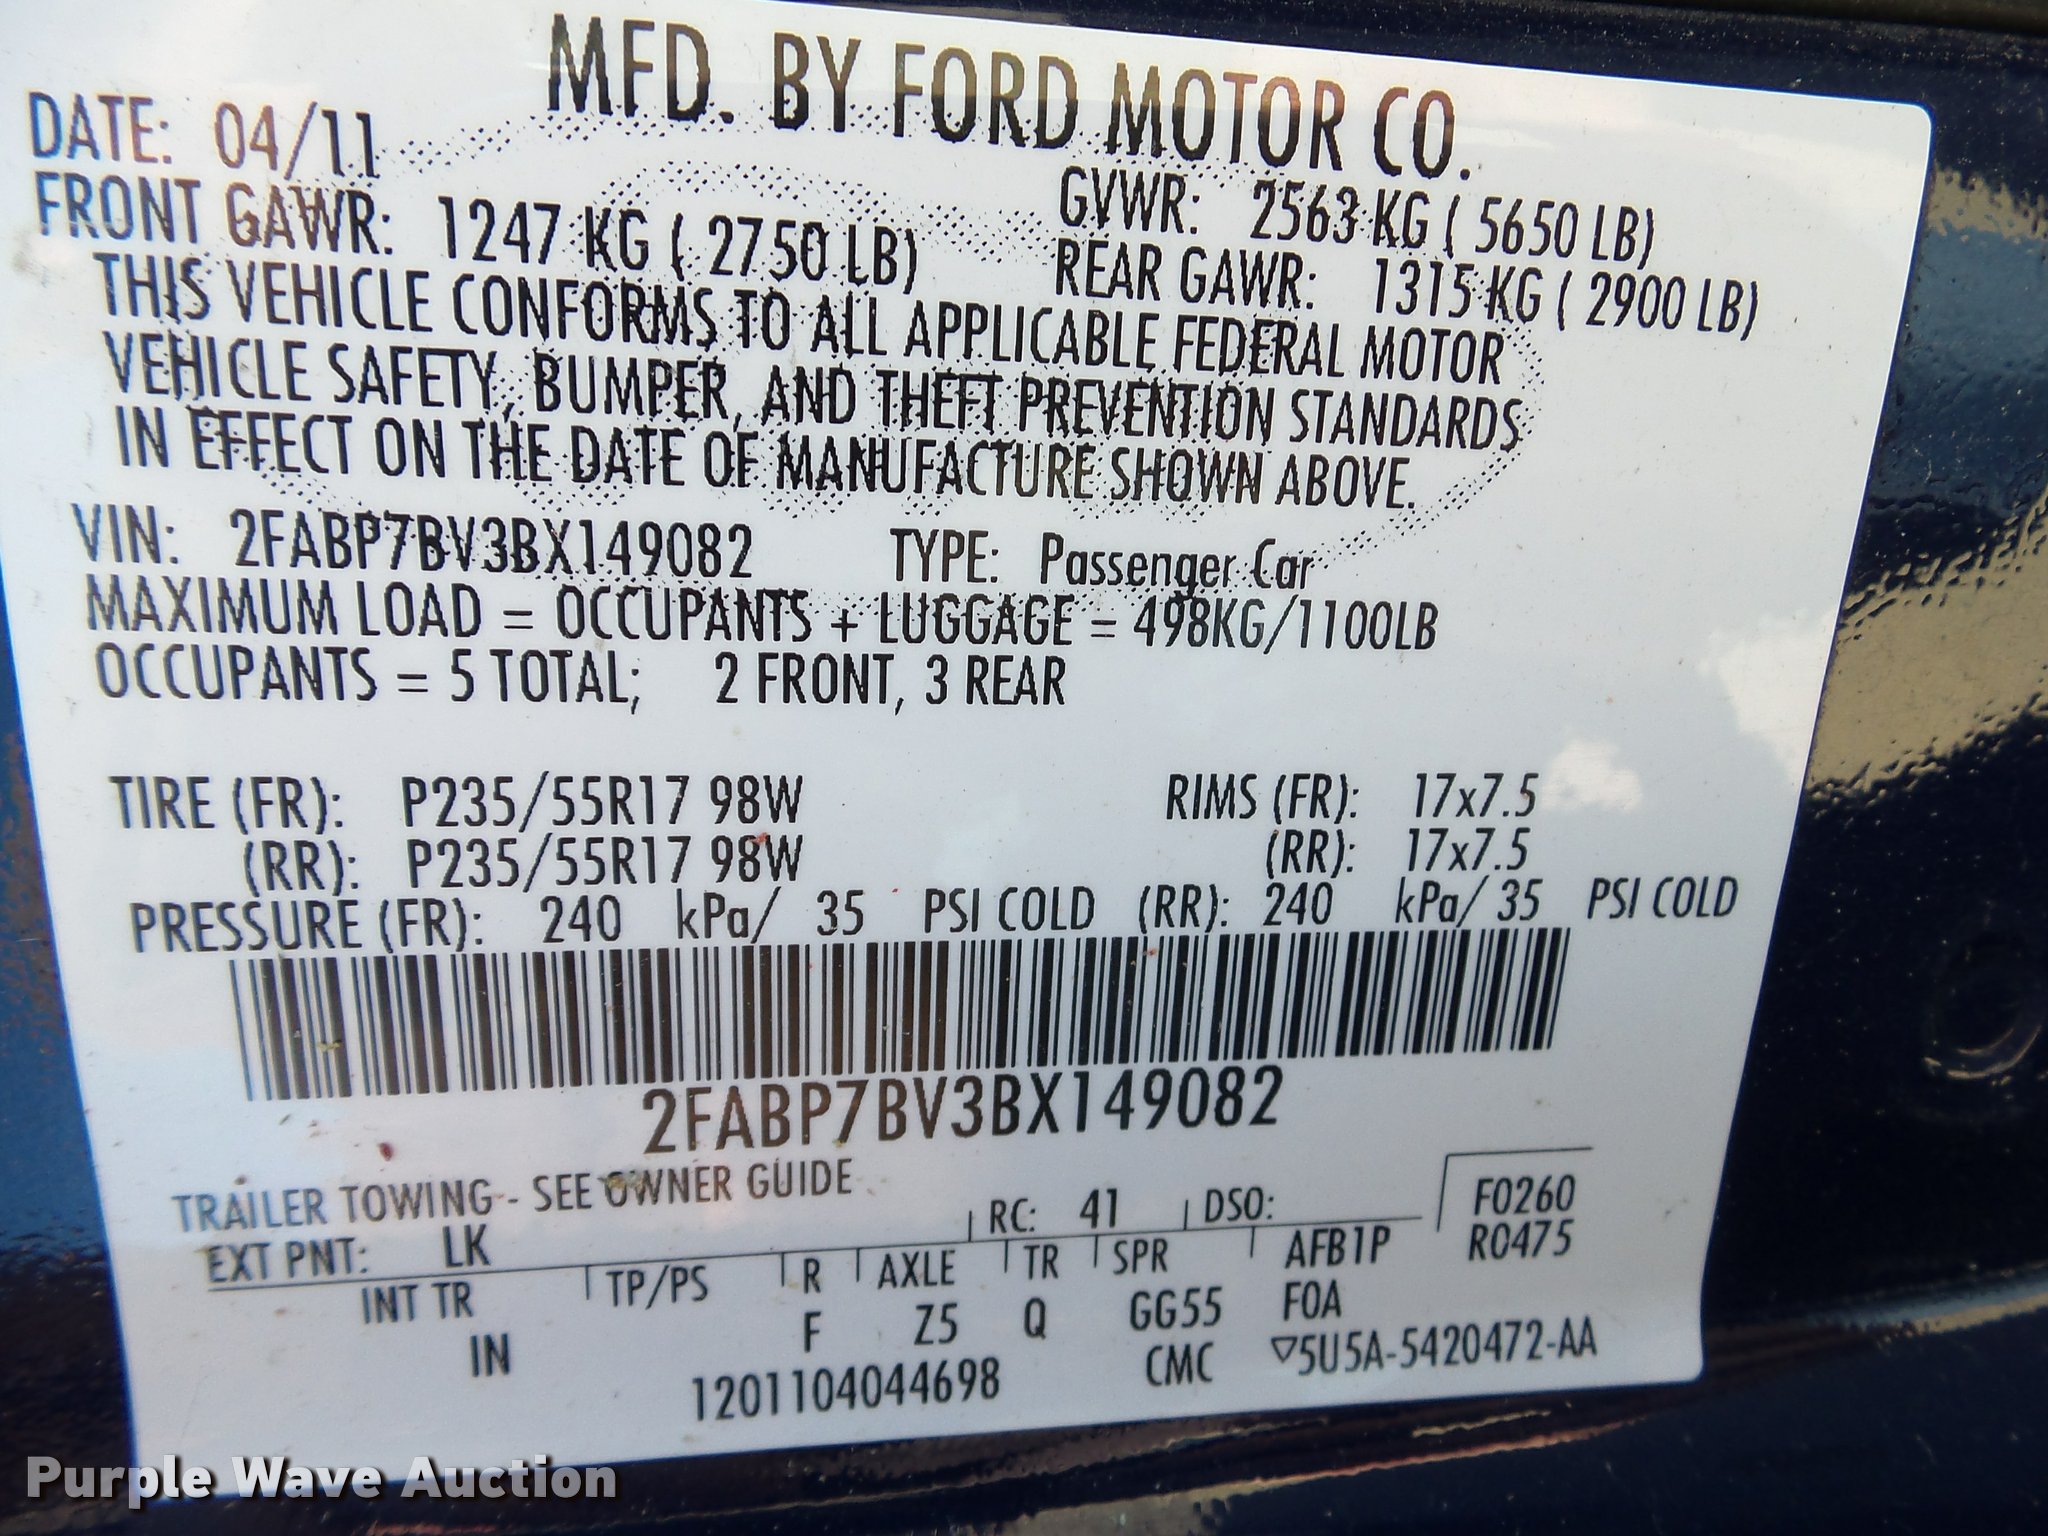 MFD. BY FORD MOTOR CO.
DATE: 04/11
GVWR: 2563 KG ( 5650 LB)
FRONT GAWR: 1247 KG ( 2750 LB)
REAR GAWR: 1315 KG ( 2900 LB)
THIS VEHICLE CONFORMS TO ALL APPLICABLE FEDERAL MOTOR
VEHICLE SAFETY, BUMPER, AND THEFT PREVENTION STANDARDS
IN EFFECT ON THE DATE OF MANUFACTURE SHOWN ABOVE.
VIN: 2FABP7BV3BX149082 TYPE: Passenger Car
MAXIMUM LOAD = OCCUPANTS + LUGGAGE = 498KG/1100LB
OCCUPANTS = 5 TOTAL; 2 FRONT, 3 REAR
TIRE (FR): P235/55R17 98W RIMS (FR): 17x7.5
(RR): P235/55R17 98W (RR): 17x7.5
PRESSURE (FR): 240 kPa/ 35 PSI COLD (RR): 240 kPa/ 35 PSI COLD
2FABP7BV3BX149082
TRAILER TOWING - SEE OWNER GUIDE
EXT PNT: LK RC: 41 DSO: F0260
R0475
INT TR TP/PS R AXLE TR SPR AFB1P
IN F Z5 Q GG55 FOA
1201104044698 CMC ▽5U5A-5420472-AA
Purple Wave Auction